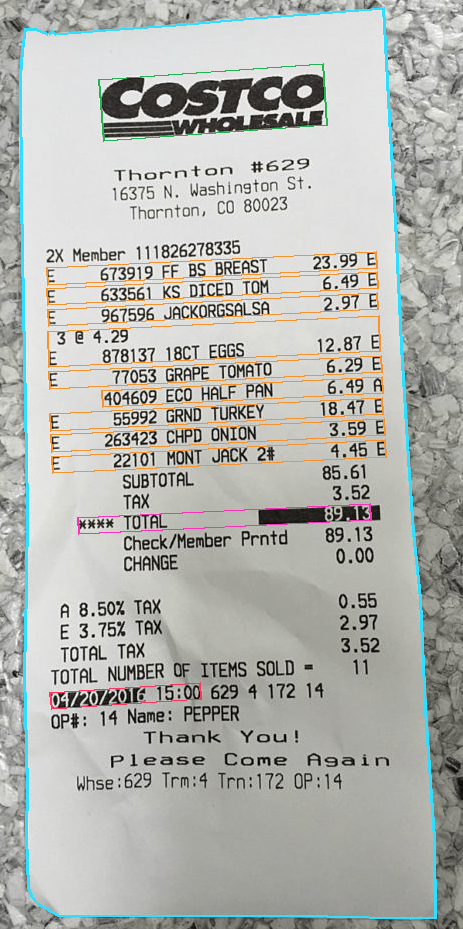 COSTCO
WHOLESALE
Thornton #629
16375 N. Washington St.
Thornton, CO 80023
2X Member 111826278335
E 673919 FF BS BREAST 23.99 E
E 633561 KS DICED TOM 6.49 E
E 967596 JACKORGSALSA 2.97 E
3 @ 4.29
E 878137 18CT EGGS 12.87 E
E 77053 GRAPE TOMATO 6.29 E
404609 ECO HALF PAN 6.49 A
E 55992 GRND TURKEY 18.47 E
E 263423 CHPD ONION 3.59 E
E 22101 MONT JACK 2# 4.45 E
SUBTOTAL 85.61
TAX 3.52
**** TOTAL 89.13
Check/Member Prntd 89.13
CHANGE 0.00
A 8.50% TAX 0.55
E 3.75% TAX 2.97
TOTAL TAX 3.52
TOTAL NUMBER OF ITEMS SOLD = 11
04/20/2016 15:00 629 4 172 14
OP#: 14 Name: PEPPER
Thank You!
Please Come Again
Whse:629 Trm:4 Trn:172 OP:14